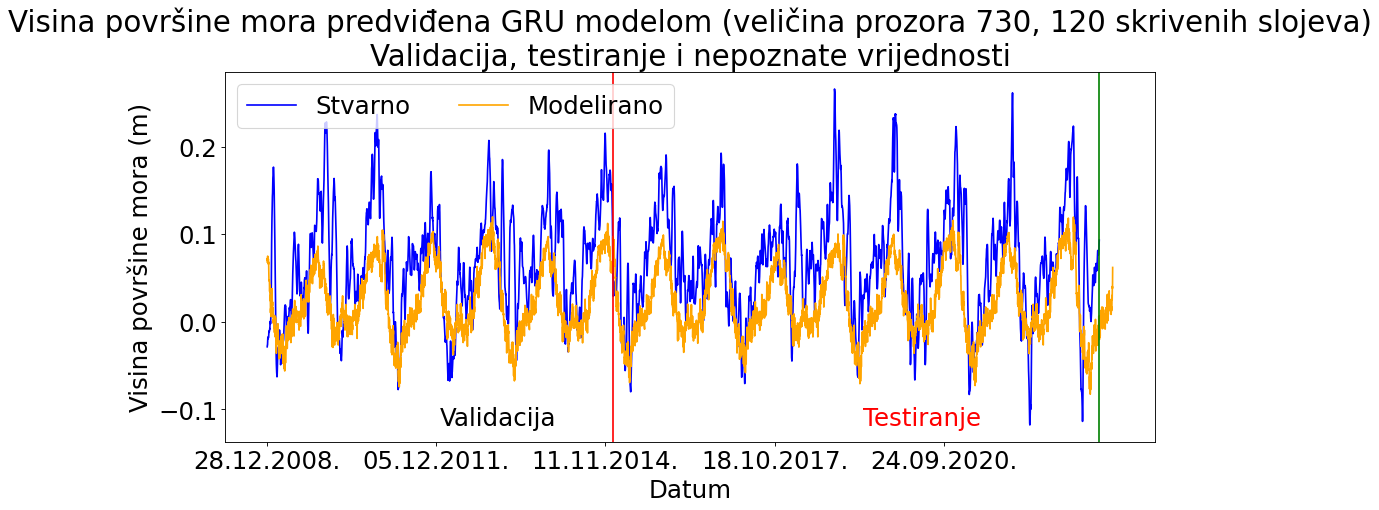 Visina površine mora predviđena GRU modelom (veličina prozora 730, 120 skrivenih slojeva)
Validacija, testiranje i nepoznate vrijednosti
Stvarno
Modelirano
Visina površine mora (m)
0.2
0.1
0.0
−0.1
Validacija
Testiranje
28.12.2008.
05.12.2011.
11.11.2014.
18.10.2017.
24.09.2020.
Datum